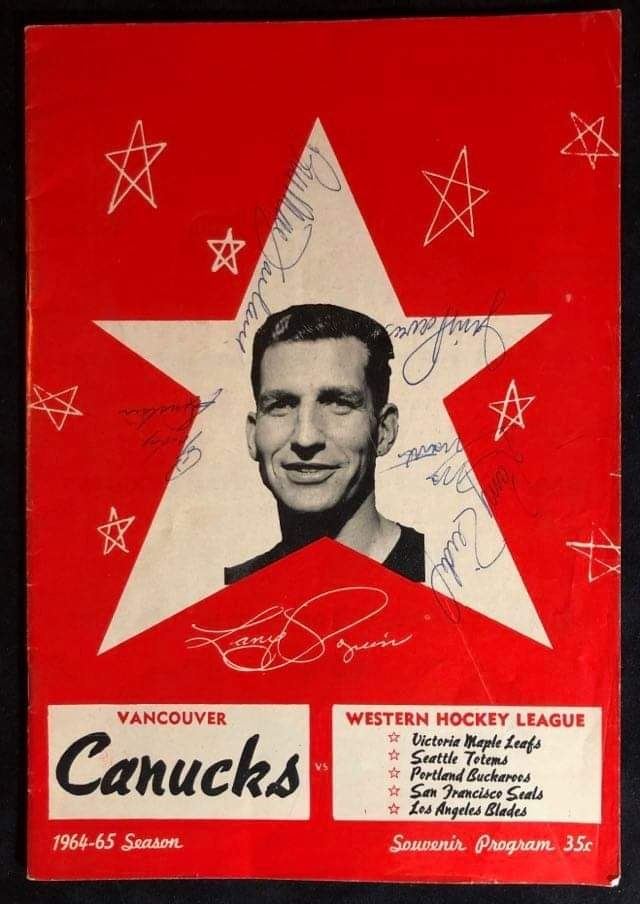 Larry Popein
VANCOUVER
Canucks
VS
WESTERN HOCKEY LEAGUE
☆ Victoria Maple Leafs
☆ Seattle Totems
☆ Portland Buckaroos
☆ San Francisco Seals
☆ Los Angeles Blades
1964-65 Season
Souvenir Program 35c